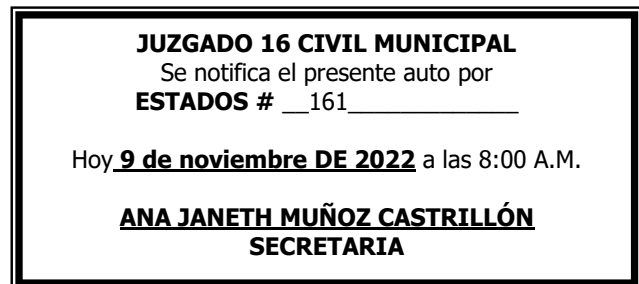 JUZGADO 16 CIVIL MUNICIPAL
Se notifica el presente auto por
ESTADOS # __161_____________
Hoy 9 de noviembre DE 2022 a las 8:00 A.M.
ANA JANETH MUÑOZ CASTRILLÓN
SECRETARIA